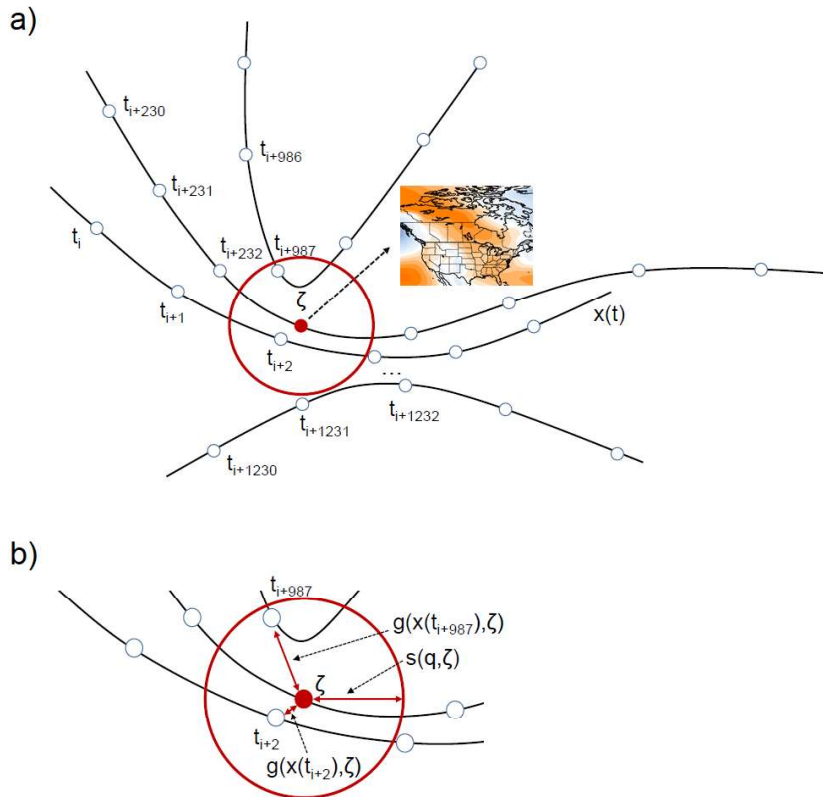 a)
t_{i+230}
t_{i+986}
t_{i+231}
t_i
t_{i+232}
t_{i+987}
ζ
t_{i+1}
x(t)
t_{i+2}
...
t_{i+1232}
t_{i+1231}
t_{i+1230}
b)
t_{i+987}
g(x(t_{i+987}),ζ)
s(q,ζ)
ζ
t_{i+2}
g(x(t_{i+2}),ζ)